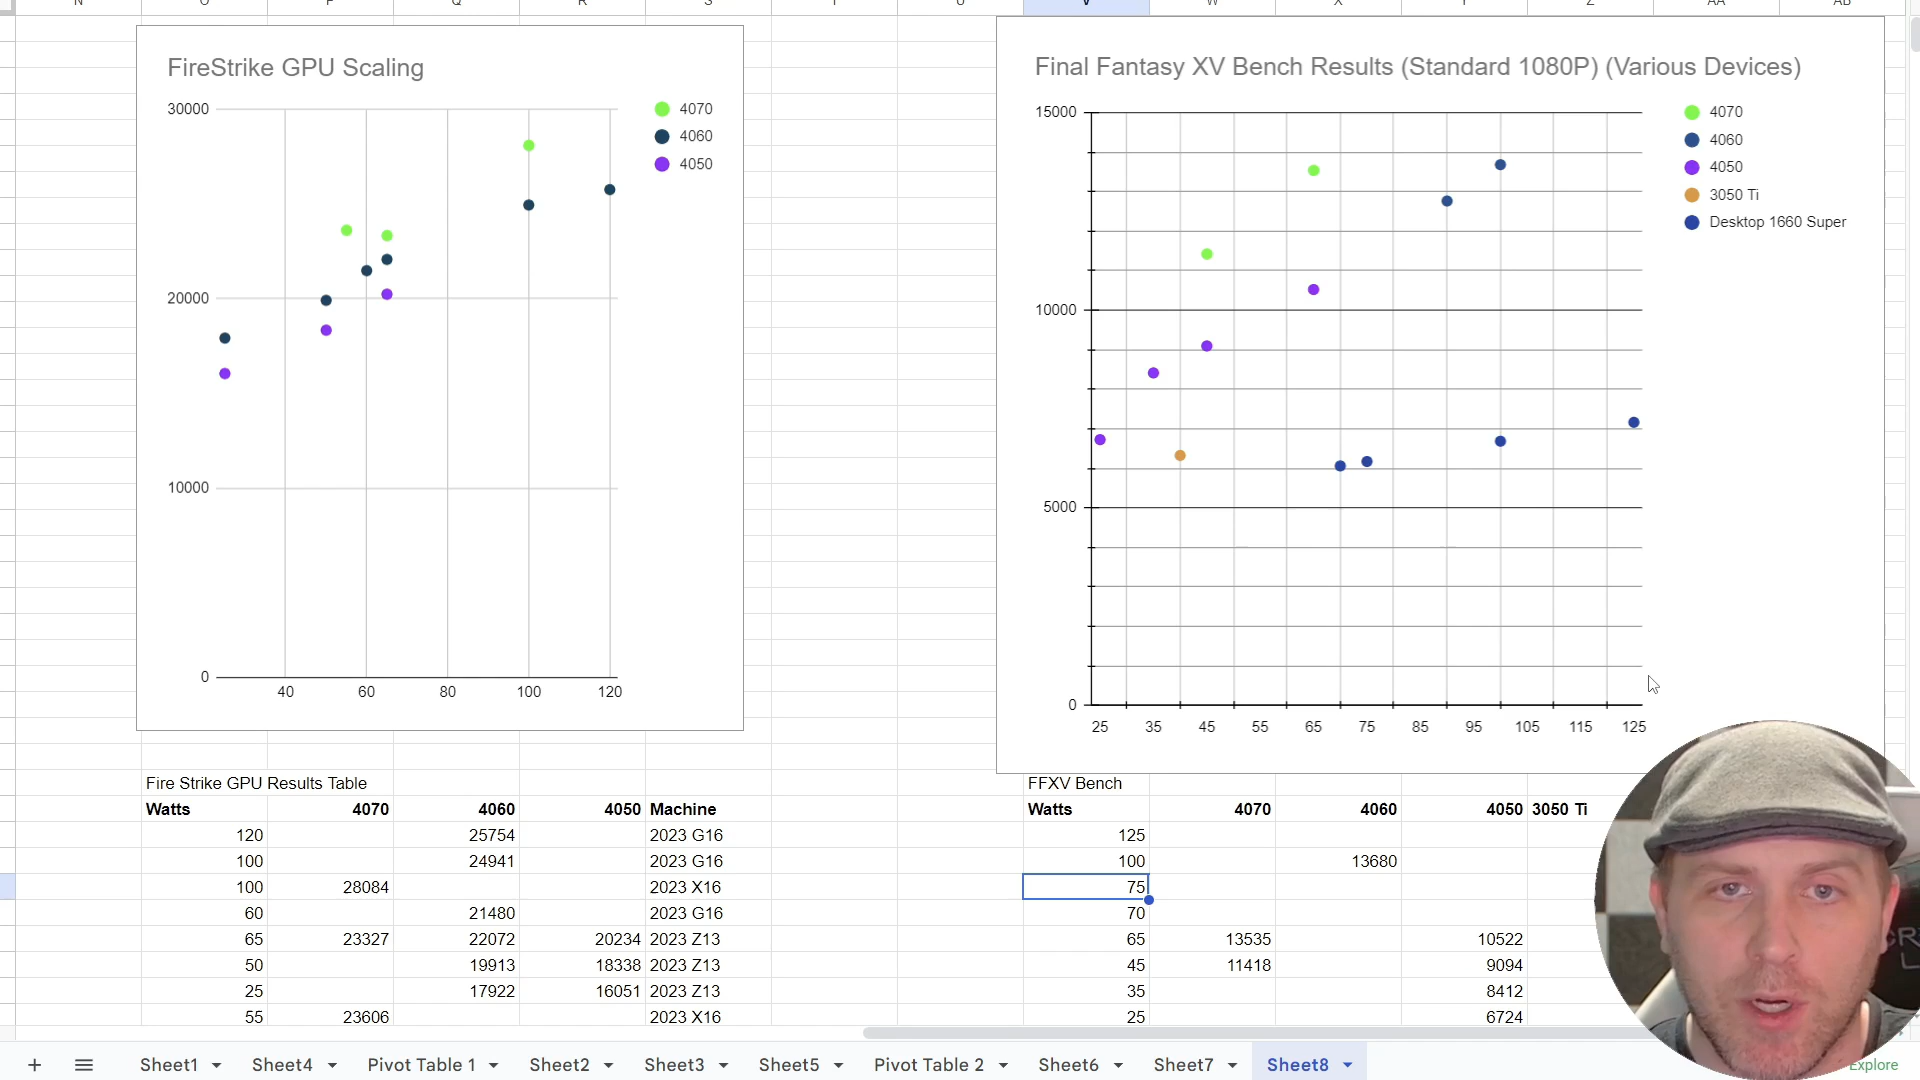 N O P Q R S T U V W X Y Z AA AB
FireStrike GPU Scaling
30000
20000
10000
0
40 60 80 100 120
4070
4060
4050
Final Fantasy XV Bench Results (Standard 1080P) (Various Devices)
15000
10000
5000
0
25 35 45 55 65 75 85 95 105 115 125
4070
4060
4050
3050 Ti
Desktop 1660 Super
Fire Strike GPU Results Table
Watts 4070 4060 4050 Machine
120 25754 2023 G16
100 24941 2023 G16
100 28084 2023 X16
60 21480 2023 G16
65 23327 22072 20234 2023 Z13
50 19913 18338 2023 Z13
25 17922 16051 2023 Z13
55 23606 2023 X16
FFXV Bench
Watts 4070 4060 4050 3050 Ti
125
100 13680
75
70
65 13535 10522
45 11418 9094
35 8412
25 6724
+ Sheet1 Sheet4 Pivot Table 1 Sheet2 Sheet3 Sheet5 Pivot Table 2 Sheet6 Sheet7 Sheet8 Explore